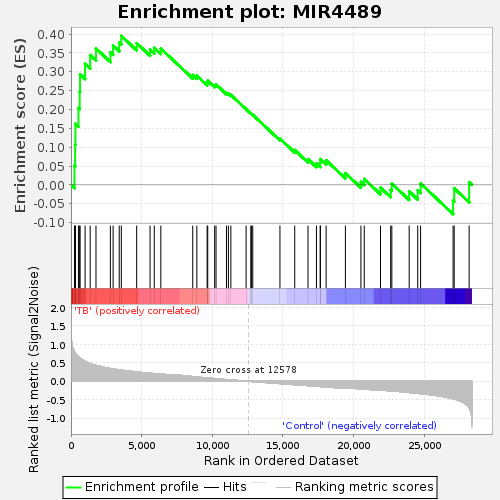 Enrichment plot: MIR4489
Enrichment score (ES)
0.40
0.35
0.30
0.25
0.20
0.15
0.10
0.05
0.00
-0.05
-0.10
'TB' (positively correlated)
Ranked list metric (Signal2Noise)
2.0
1.5
1.0
0.5
0.0
-0.5
-1.0
Zero cross at 12578
'Control' (negatively correlated)
0
5,000
10,000
15,000
20,000
25,000
Rank in Ordered Dataset
Enrichment profile
Hits
Ranking metric scores